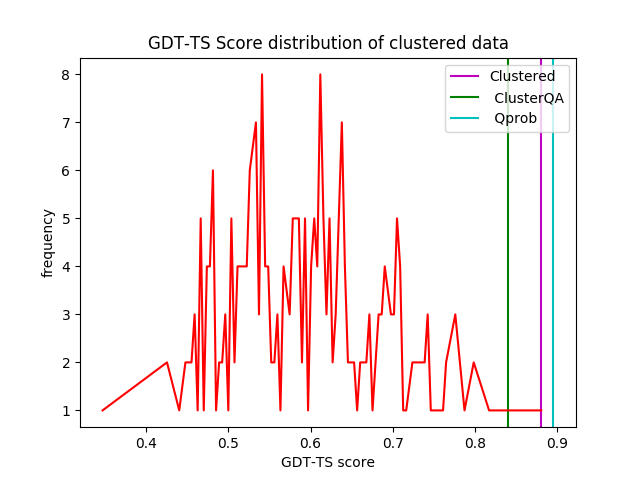 GDT-TS Score distribution of clustered data
Clustered
ClusterQA
Qprob
8
7
6
5
4
3
2
1
frequency
0.4 0.5 0.6 0.7 0.8 0.9
GDT-TS score